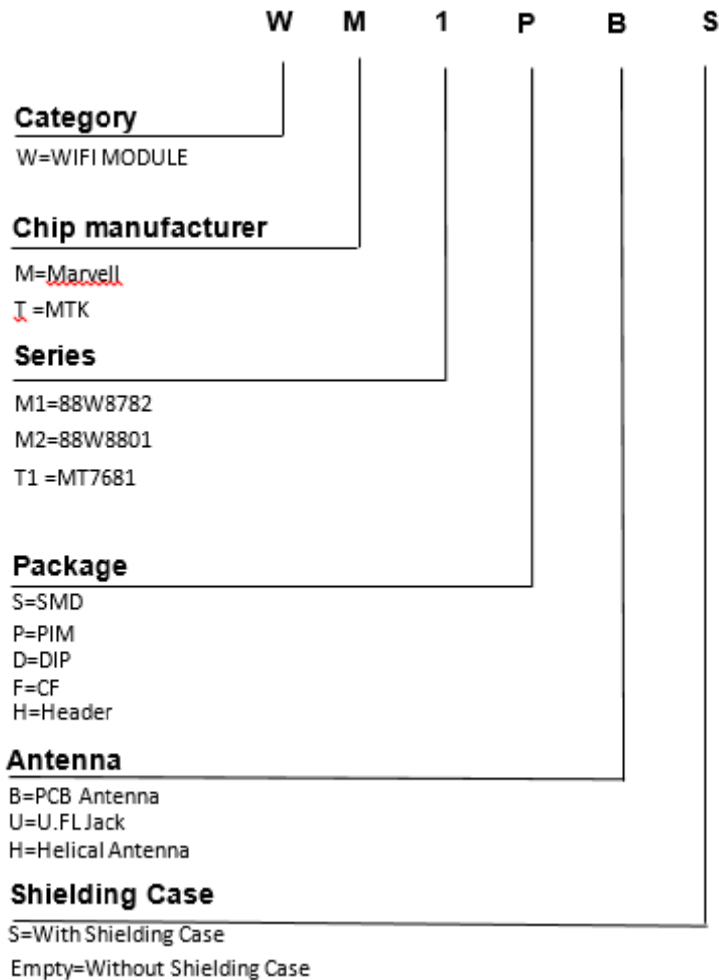 W M 1 P B S
Category
W=WIFI MODULE
Chip manufacturer
M=Marvell
T =MTK
Series
M1=88W8782
M2=88W8801
T1 =MT7681
Package
S=SMD
P=PIM
D=DIP
F=CF
H=Header
Antenna
B=PCB Antenna
U=U.FL Jack
H=Helical Antenna
Shielding Case
S=With Shielding Case
Empty=Without Shielding Case